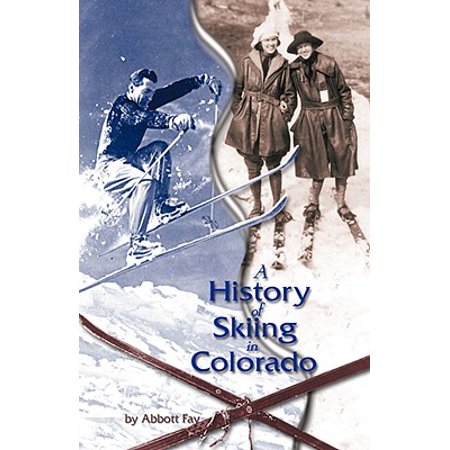 A
History
of
Skiing
in
Colorado
by Abbott Fay